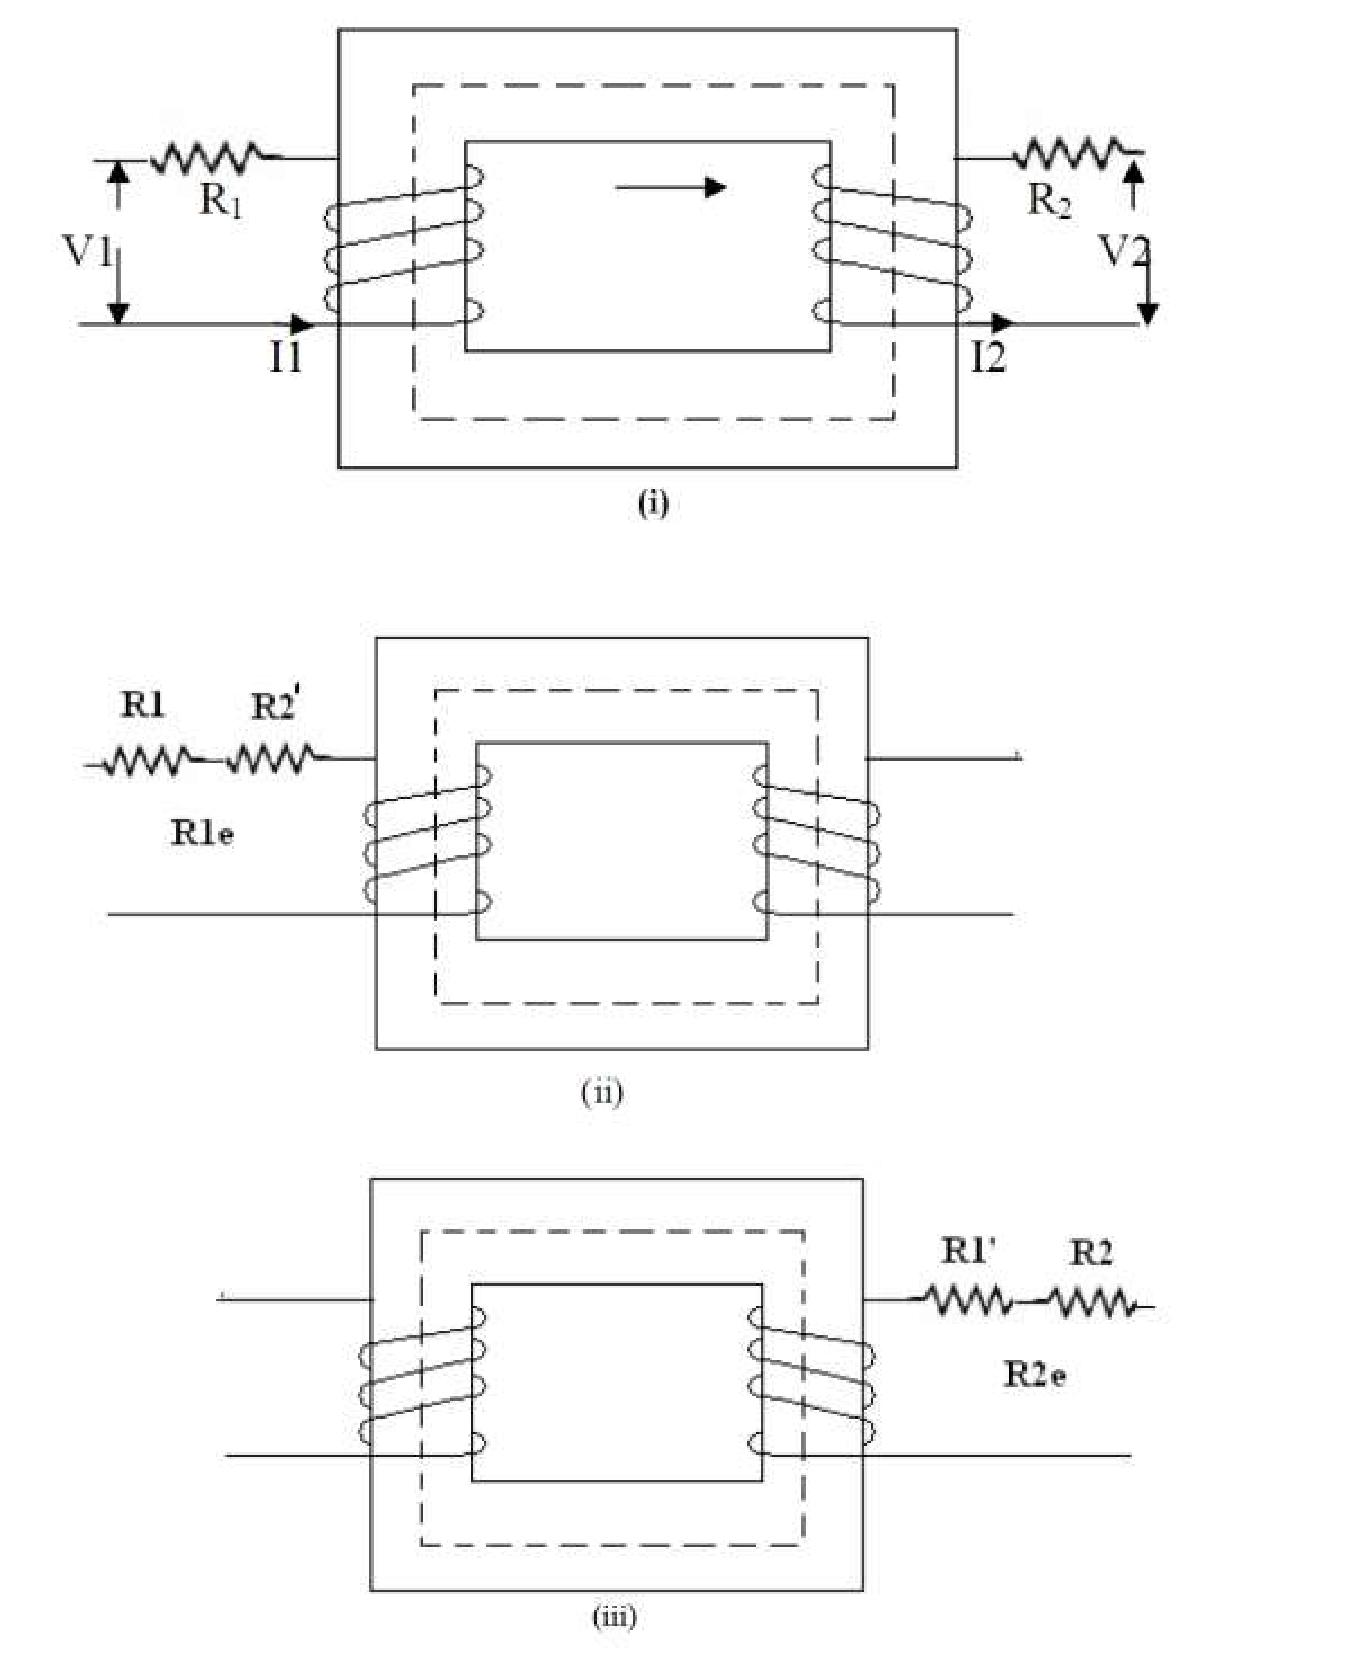 R1 R2
V1 V2
I1 I2
(i)
R1 R2'
R1e
(ii)
R1' R2
R2e
(iii)